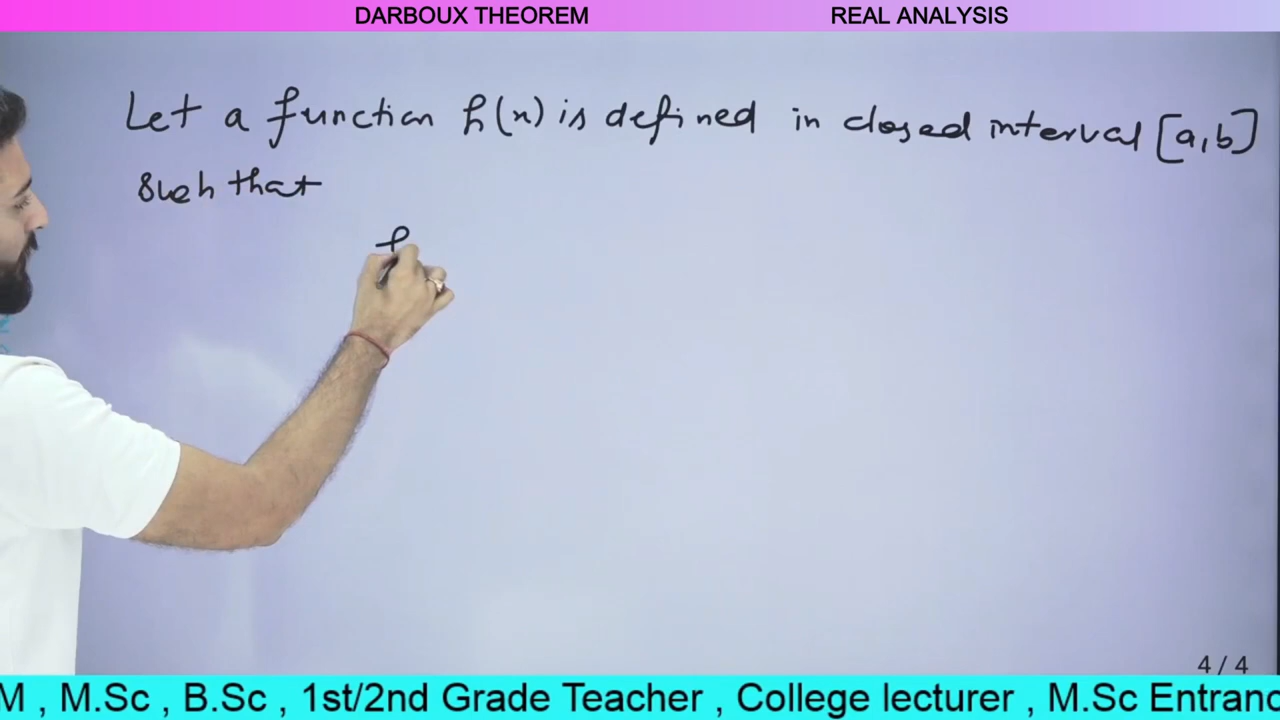 DARBOUX THEOREM REAL ANALYSIS
Let a function h(x) is defined in closed interval [a,b]
such that
f
4 / 4
M , M.Sc , B.Sc , 1st/2nd Grade Teacher , College lecturer , M.Sc Entranc